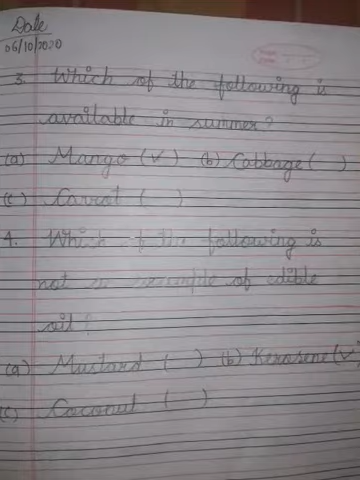 Date
06/10/2020
3. Which of the following is
available in summer?
(a) Mango (✓) (b) Cabbage ( )
(c) Carrot ( )
4. Which of the following is
not example of edible
oil?
(a) Mustard ( ) (b) Kerosene (✓)
(c) Coconut ( )